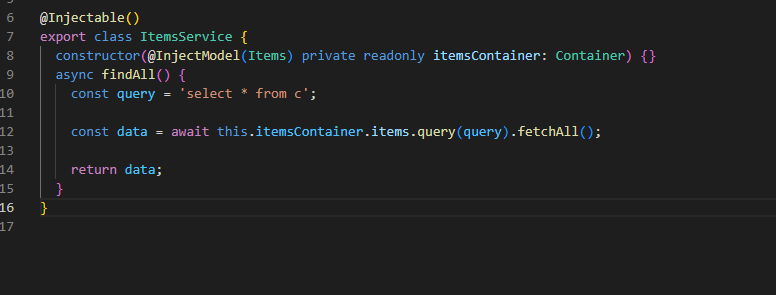 6 @Injectable()
7 export class ItemsService {
8 constructor(@InjectModel(Items) private readonly itemsContainer: Container) {}
9 async findAll() {
10 const query = 'select * from c';
11
12 const data = await this.itemsContainer.items.query(query).fetchAll();
13
14 return data;
15 }
16 }
17